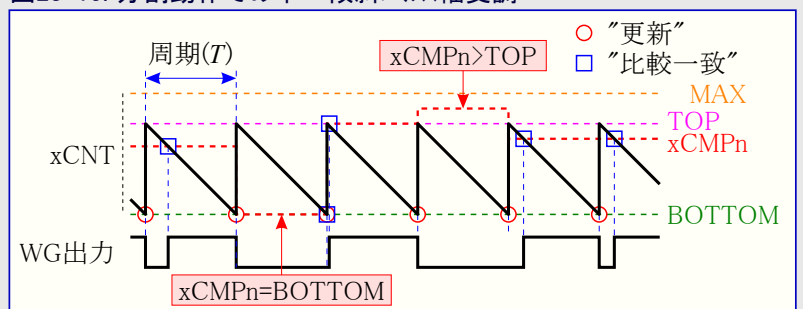 周期(T)
xCMPn>TOP
"更新"
"比較一致"
MAX
TOP
xCMPn
xCNT
BOTTOM
WG出力
xCMPn=BOTTOM